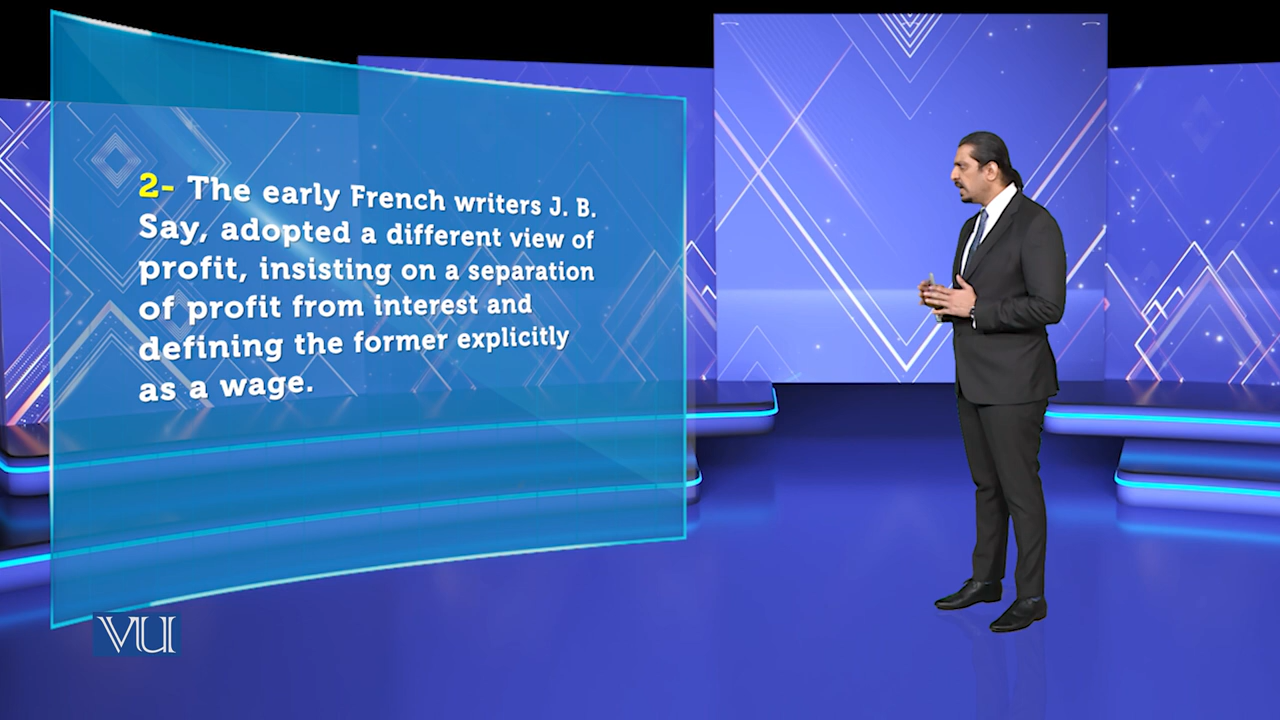 2- The early French writers J. B.
Say, adopted a different view of
profit, insisting on a separation
of profit from interest and
defining the former explicitly
as a wage.
VU